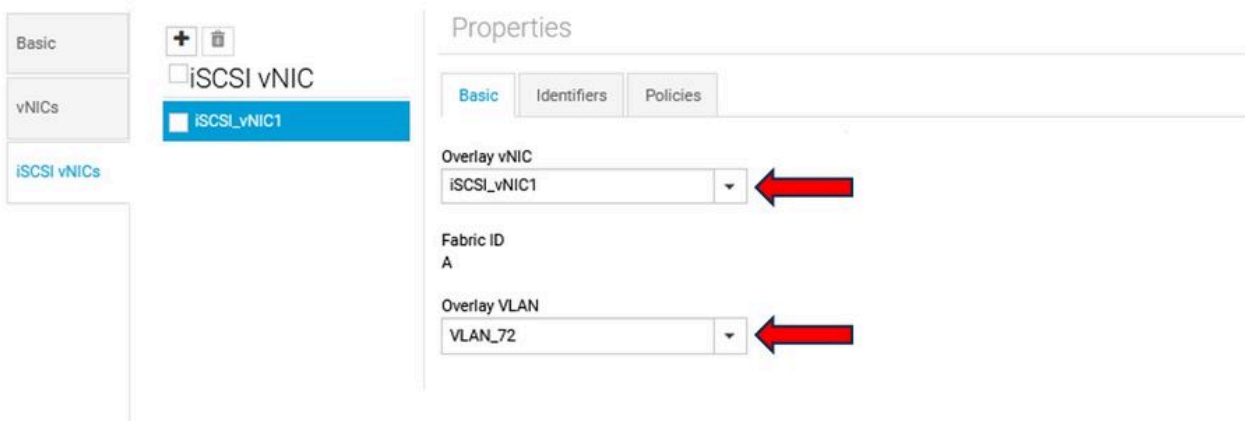 Basic
vNICs
iSCSI vNICs
iSCSI vNIC
iSCSI_vNIC1
Properties
Basic Identifiers Policies
Overlay vNIC
iSCSI_vNIC1
Fabric ID
A
Overlay VLAN
VLAN_72